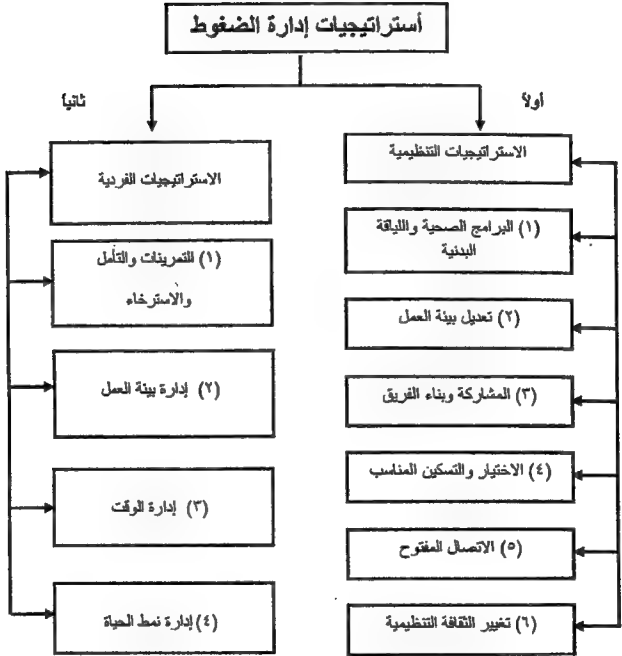 أستراتيجيات إدارة الضغوط
أولاً
الاستراتيجيات التنظيمية
(١) البرامج الصحية واللياقة
البدنية
(٢) تعديل بيئة العمل
(٣) المشاركة وبناء الفريق
(٤) الاختيار والتسكين المناسب
(٥) الاتصال المفتوح
(٦) تغيير الثقافة التنظيمية
ثانياً
الاستراتيجيات الفردية
(١) التمرينات والتأمل
والاسترخاء
(٢) إدارة بيئة العمل
(٣) إدارة الوقت
(٤) إدارة نمط الحياة